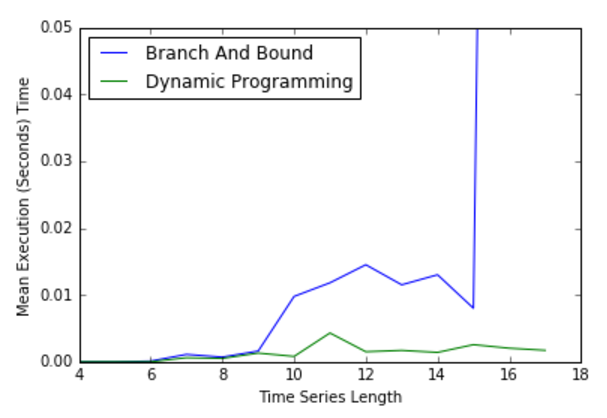 0.05
Branch And Bound
Dynamic Programming
0.04
0.03
0.02
0.01
0.00
Mean Execution (Seconds) Time
4 6 8 10 12 14 16 18
Time Series Length